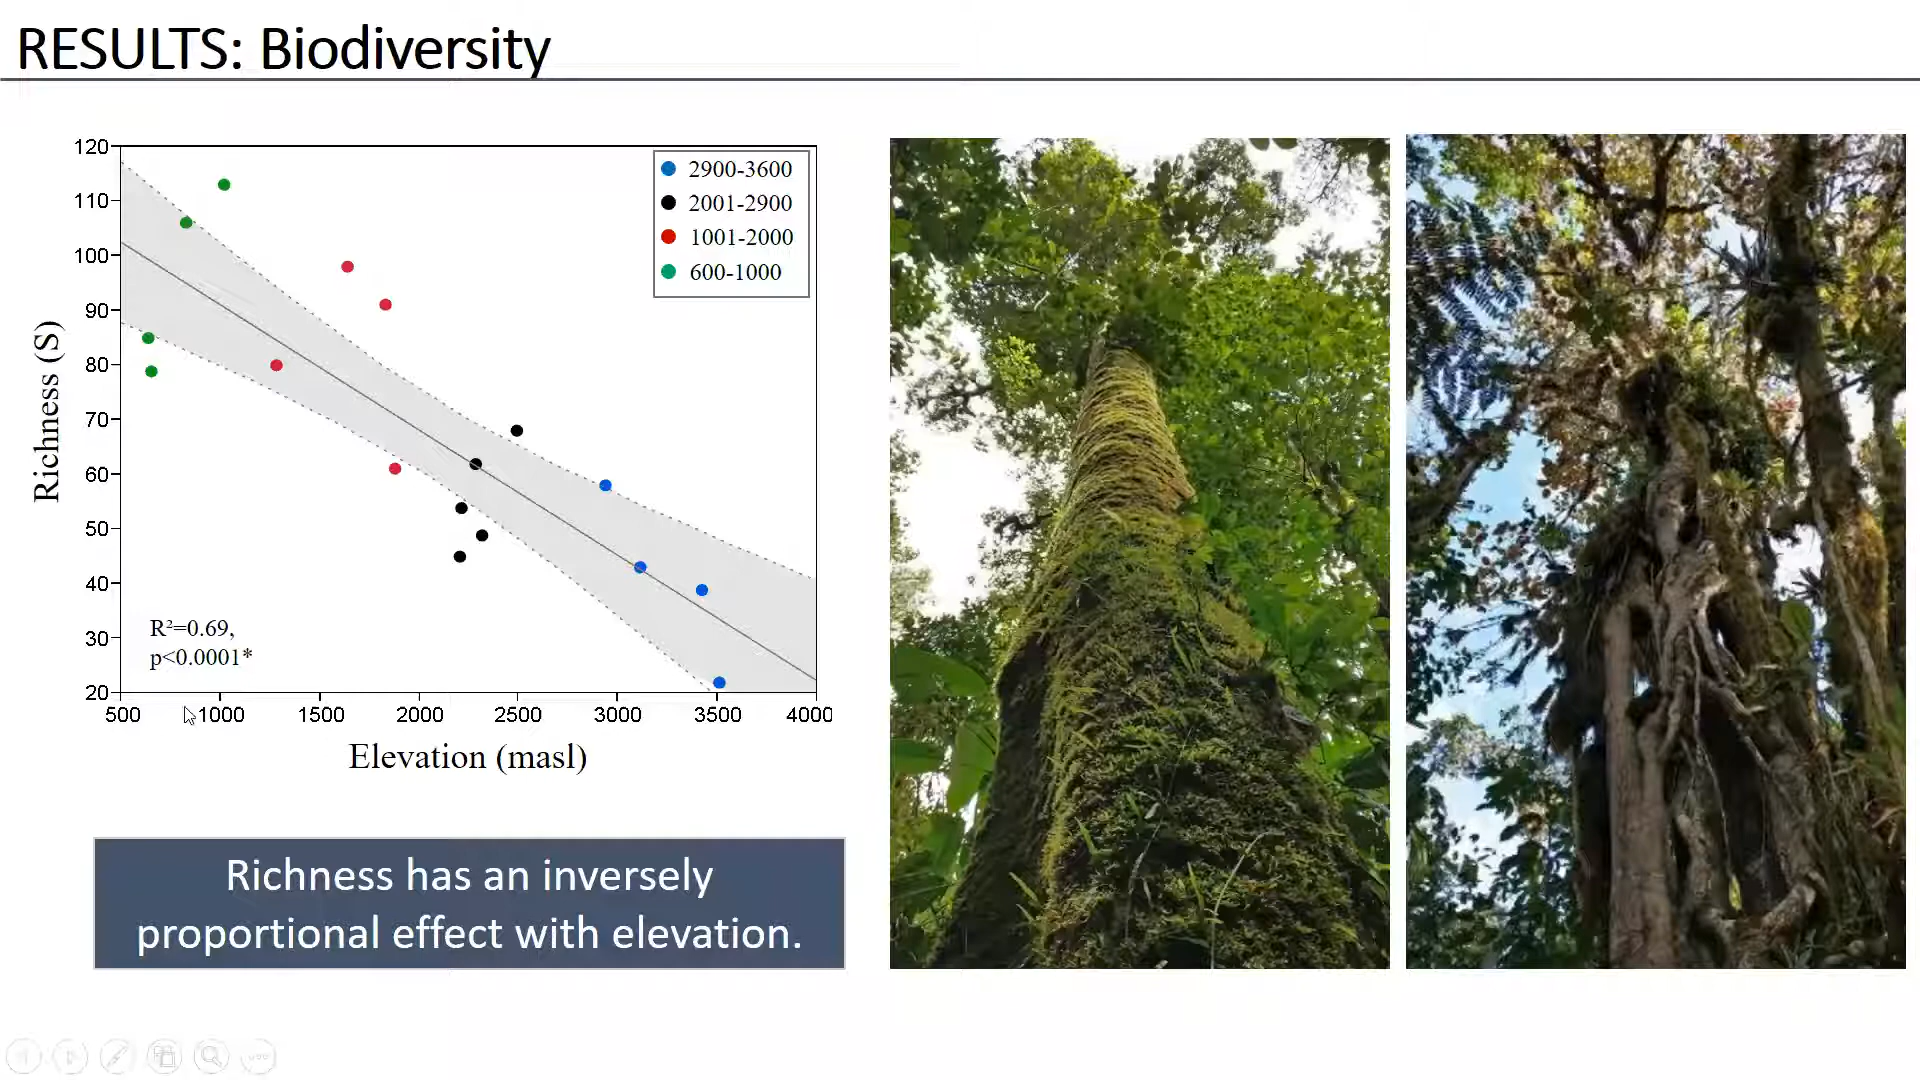 RESULTS: Biodiversity
120
110
100
90
80
70
60
50
40
30
20
Richness (S)
2900-3600
2001-2900
1001-2000
600-1000
R²=0.69,
p<0.0001*
500 1000 1500 2000 2500 3000 3500 4000
Elevation (masl)
Richness has an inversely
proportional effect with elevation.